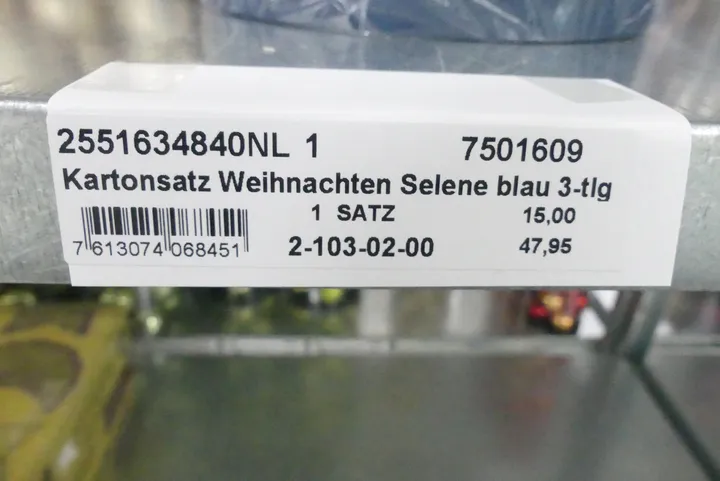 2551634840NL 1 7501609
Kartonsatz Weihnachten Selene blau 3-tlg
1 SATZ 15,00
7 613074 068451 2-103-02-00 47,95